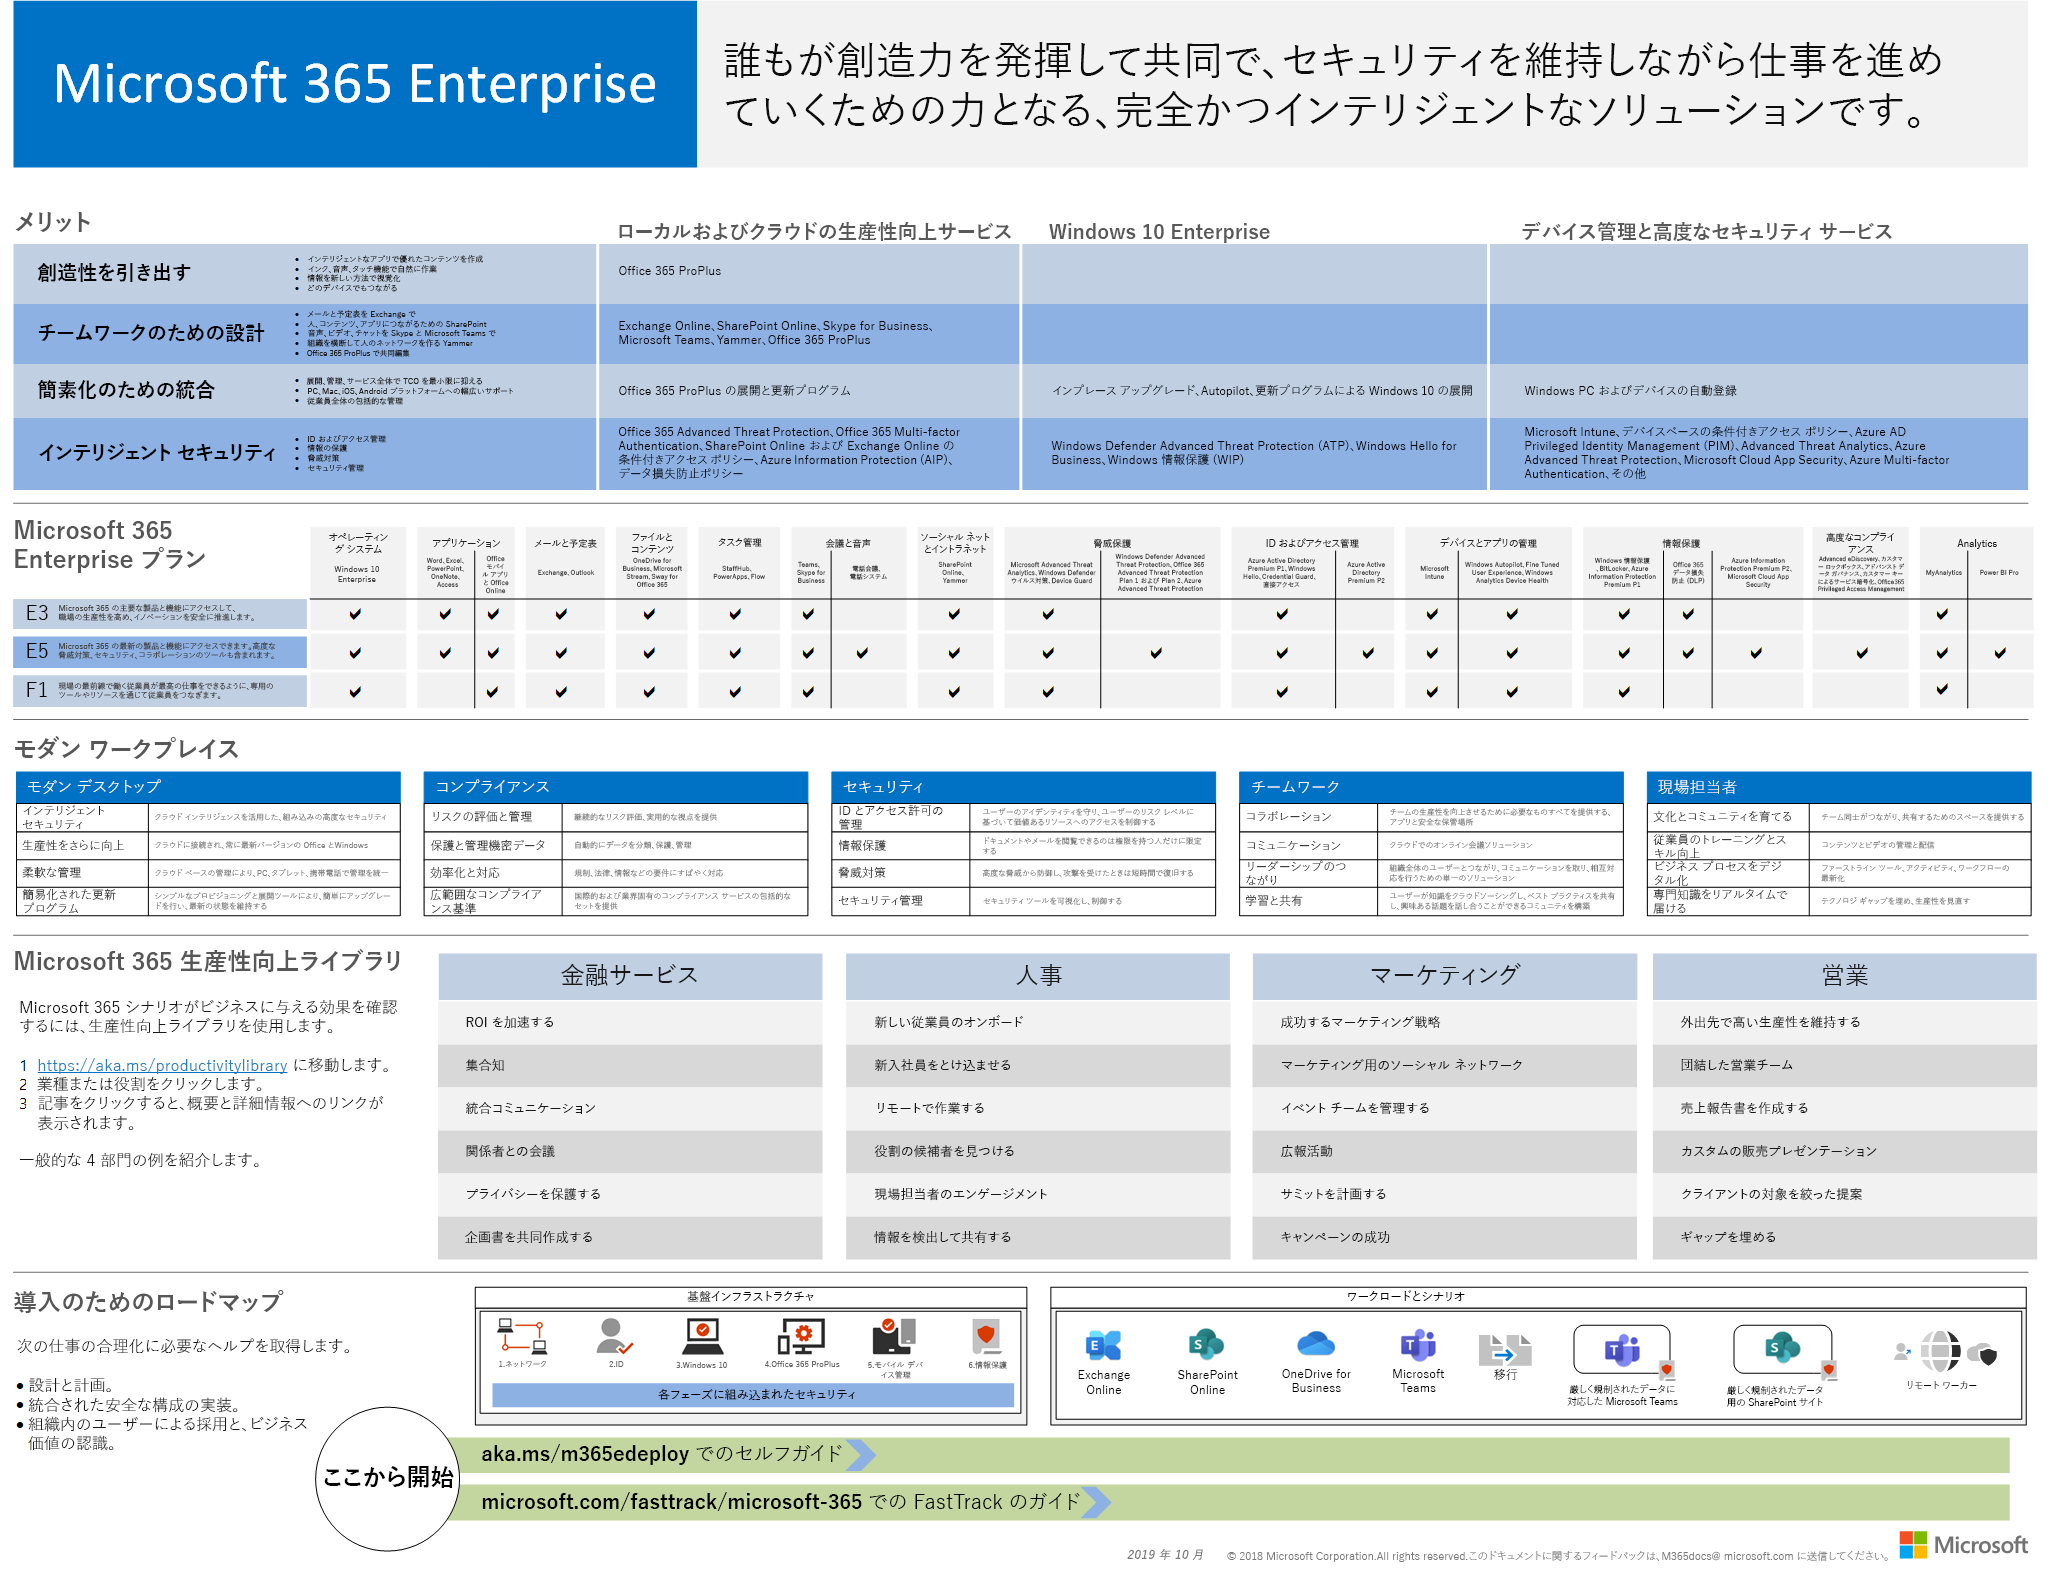 Microsoft 365 Enterprise
誰もが創造力を発揮して共同で、セキュリティを維持しながら仕事を進め
ていくための力となる、完全かつインテリジェントなソリューションです。
メリット
ローカルおよびクラウドの生産性向上サービス
Windows 10 Enterprise
デバイス管理と高度なセキュリティ サービス
創造性を引き出す
• インテリジェントなアプリで優れたコンテンツを作成
• インク、音声、タッチ機能で自然に作業
• 情報を新しい方法で視覚化
• どのデバイスでもつながる
Office 365 ProPlus
チームワークのための設計
• メールと予定表を Exchange で
• 人、コンテンツ、アプリにつながるための SharePoint
• 音声、ビデオ、チャットを Skype と Microsoft Teams で
• 組織を横断して人のネットワークを作る Yammer
• Office 365 ProPlus で共同編集
Exchange Online、SharePoint Online、Skype for Business、
Microsoft Teams、Yammer、Office 365 ProPlus
簡素化のための統合
• 展開、管理、サービス全体で TCO を最小限に抑える
• PC、Mac、iOS、Android プラットフォームへの幅広いサポート
• 従業員全体の包括的な管理
Office 365 ProPlus の展開と更新プログラム
インプレース アップグレード、Autopilot、更新プログラムによる Windows 10 の展開
Windows PC およびデバイスの自動登録
インテリジェント セキュリティ
• ID およびアクセス管理
• 情報の保護
• 脅威対策
• セキュリティ管理
Office 365 Advanced Threat Protection、Office 365 Multi-factor
Authentication、SharePoint Online および Exchange Online の
条件付きアクセス ポリシー、Azure Information Protection (AIP)、
データ損失防止ポリシー
Windows Defender Advanced Threat Protection (ATP)、Windows Hello for
Business、Windows 情報保護 (WIP)
Microsoft Intune、デバイスベースの条件付きアクセス ポリシー、Azure AD
Privileged Identity Management (PIM)、Advanced Threat Analytics、Azure
Advanced Threat Protection、Microsoft Cloud App Security、Azure Multi-factor
Authentication、その他
Microsoft 365
Enterprise プラン
オペレーティン
グ システム
Windows 10
Enterprise
アプリケーション
Word、Excel、
PowerPoint、
OneNote、
Access
Office
モバイ
ル アプリ
と Office
Online
メールと予定表
Exchange、Outlook
ファイルと
コンテンツ
OneDrive for
Business、Microsoft
Stream、Sway for
Office 365
タスク管理
StaffHub、
PowerApps、Flow
会議と音声
Teams、
Skype for
Business
電話会議、
電話システム
ソーシャル ネット
とイントラネット
SharePoint
Online、
Yammer
脅威保護
Microsoft Advanced Threat
Analytics、Windows Defender
ウイルス対策、Device Guard
Windows Defender Advanced
Threat Protection、Office 365
Advanced Threat Protection
Plan 1 および Plan 2、Azure
Advanced Threat Protection
ID およびアクセス管理
Azure Active Directory
Premium P1、Windows
Hello、Credential Guard、
直接アクセス
Azure Active
Directory
Premium P2
デバイスとアプリの管理
Microsoft
Intune
Windows Autopilot、Fine Tuned
User Experience、Windows
Analytics Device Health
情報保護
Windows 情報保護
、BitLocker、Azure
Information Protection
Premium P1
Office 365
データ損失
防止 (DLP)
Azure Information
Protection Premium P2、
Microsoft Cloud App
Security
高度なコンプライ
アンス
Advanced eDiscovery、カスタマ
ー ロックボックス、アドバンスド デ
ータ ガバナンス、カスタマー キー
によるサービス暗号化、Office365
Privileged Access Management
Analytics
MyAnalytics
Power BI Pro
E3
Microsoft 365 の主要な製品と機能にアクセスして、
職場の生産性を高め、イノベーションを安全に推進します。
E5
Microsoft 365 の最新の製品と機能にアクセスできます。高度な
脅威対策、セキュリティ、コラボレーションのツールも含まれます。
F1
現場の最前線で働く従業員が最高の仕事をできるように、専用の
ツールやリソースを通じて従業員をつなぎます。
モダン ワークプレイス
モダン デスクトップ
インテリジェント
セキュリティ
クラウド インテリジェンスを活用した、組み込みの高度なセキュリティ
生産性をさらに向上
クラウドに接続され、常に最新バージョンの Office とWindows
柔軟な管理
クラウド ベースの管理により、PC、タブレット、携帯電話で管理を統一
簡易化された更新
プログラム
シンプルなプロビジョニングと展開ツールにより、簡単にアップグレー
ドを行い、最新の状態を維持する
コンプライアンス
リスクの評価と管理
継続的なリスク評価、実用的な視点を提供
保護と管理機密データ
自動的にデータを分類、保護、管理
効率化と対応
規制、法律、情報などの要件にすばやく対応
広範囲なコンプライア
ンス基準
国際的および業界固有のコンプライアンス サービスの包括的な
セットを提供
セキュリティ
ID とアクセス許可の
管理
ユーザーのアイデンティティを守り、ユーザーのリスク レベルに
基づいて価値あるリソースへのアクセスを制御する
情報保護
ドキュメントやメールを閲覧できるのは権限を持つ人だけに限定
する
脅威対策
高度な脅威から防御し、攻撃を受けたときは短時間で復旧する
セキュリティ管理
セキュリティ ツールを可視化し、制御する
チームワーク
コラボレーション
チームの生産性を向上させるために必要なものすべてを提供する、
アプリと安全な保管場所
コミュニケーション
クラウドでのオンライン会議ソリューション
リーダーシップのつ
ながり
組織全体のユーザーとつながり、コミュニケーションを取り、相互対
応を行うための単一のソリューション
学習と共有
ユーザーが知識をクラウドソーシングし、ベスト プラクティスを共有
し、興味ある話題を話し合うことができるコミュニティを構築
現場担当者
文化とコミュニティを育てる
チーム同士がつながり、共有するためのスペースを提供する
従業員のトレーニングとス
キル向上
コンテンツとビデオの管理と配信
ビジネス プロセスをデジ
タル化
ファーストライン ツール、アクティビティ、ワークフローの
最新化
専門知識をリアルタイムで
届ける
テクノロジ ギャップを埋め、生産性を見直す
Microsoft 365 生産性向上ライブラリ
Microsoft 365 シナリオがビジネスに与える効果を確認
するには、生産性向上ライブラリを使用します。
1 https://aka.ms/productivitylibrary に移動します。
2 業種または役割をクリックします。
3 記事をクリックすると、概要と詳細情報へのリンクが
表示されます。
一般的な 4 部門の例を紹介します。
金融サービス
ROI を加速する
集合知
統合コミュニケーション
関係者との会議
プライバシーを保護する
企画書を共同作成する
人事
新しい従業員のオンボード
新入社員をとけ込ませる
リモートで作業する
役割の候補者を見つける
現場担当者のエンゲージメント
情報を検出して共有する
マーケティング
成功するマーケティング戦略
マーケティング用のソーシャル ネットワーク
イベント チームを管理する
広報活動
サミットを計画する
キャンペーンの成功
営業
外出先で高い生産性を維持する
団結した営業チーム
売上報告書を作成する
カスタムの販売プレゼンテーション
クライアントの対象を絞った提案
ギャップを埋める
導入のためのロードマップ
次の仕事の合理化に必要なヘルプを取得します。
• 設計と計画。
• 統合された安全な構成の実装。
• 組織内のユーザーによる採用と、ビジネス
価値の認識。
基盤インフラストラクチャ
1.ネットワーク
2.ID
3.Windows 10
4.Office 365 ProPlus
5.モバイル デバ
イス管理
6.情報保護
各フェーズに組み込まれたセキュリティ
ワークロードとシナリオ
Exchange
Online
SharePoint
Online
OneDrive for
Business
Microsoft
Teams
移行
厳しく規制されたデータに
対応した Microsoft Teams
厳しく規制されたデータ
用の SharePoint サイト
リモート ワーカー
ここから開始
aka.ms/m365edeploy でのセルフガイド
microsoft.com/fasttrack/microsoft-365 での FastTrack のガイド
2019 年 10 月
© 2018 Microsoft Corporation.All rights reserved.このドキュメントに関するフィードバックは、M365docs@ microsoft.com に送信してください。
Microsoft